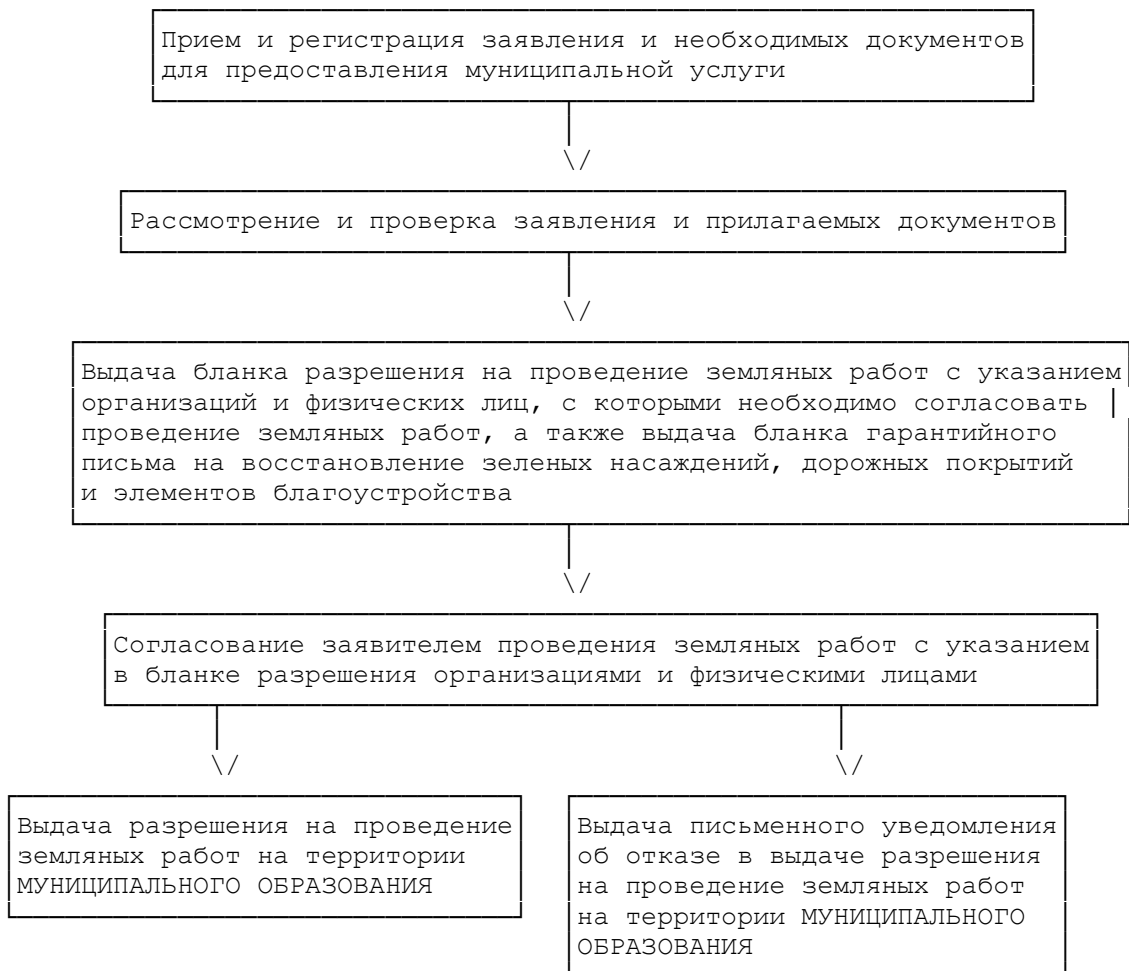 Прием и регистрация заявления и необходимых документов
для предоставления муниципальной услуги
Рассмотрение и проверка заявления и прилагаемых документов
Выдача бланка разрешения на проведение земляных работ с указанием
организаций и физических лиц, с которыми необходимо согласовать |
проведение земляных работ, а также выдача бланка гарантийного
письма на восстановление зеленых насаждений, дорожных покрытий
и элементов благоустройства
Согласование заявителем проведения земляных работ с указанием
в бланке разрешения организациями и физическими лицами
Выдача разрешения на проведение
земляных работ на территории
МУНИЦИПАЛЬНОГО ОБРАЗОВАНИЯ
Выдача письменного уведомления
об отказе в выдаче разрешения
на проведение земляных работ
на территории МУНИЦИПАЛЬНОГО
ОБРАЗОВАНИЯ